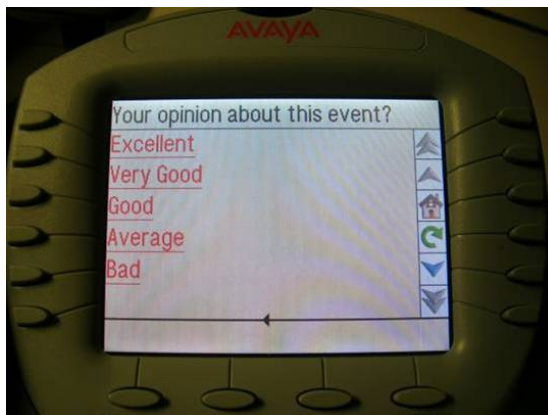 AVAYA
Your opinion about this event?
Excellent
Very Good
Good
Average
Bad